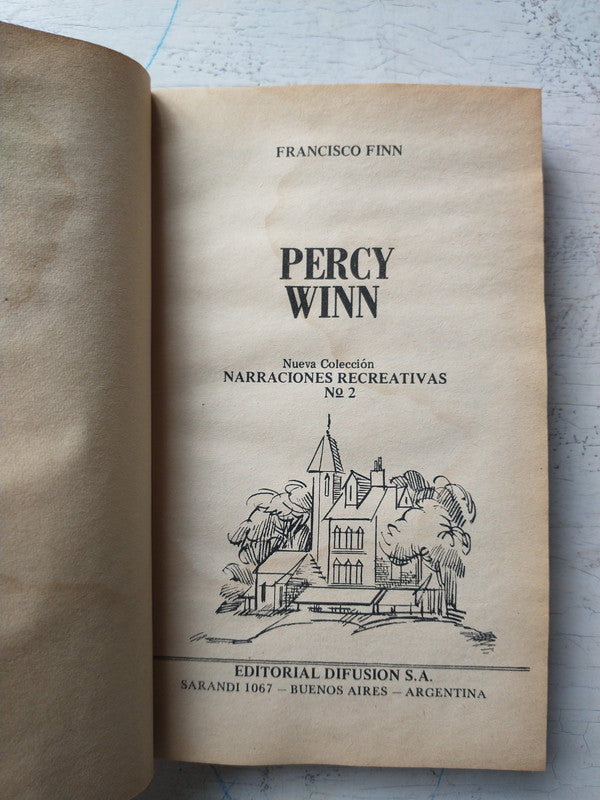 FRANCISCO FINN
PERCY
WINN
Nueva Colección
NARRACIONES RECREATIVAS
Nº 2
EDITORIAL DIFUSION S.A.
SARANDI 1067 — BUENOS AIRES — ARGENTINA